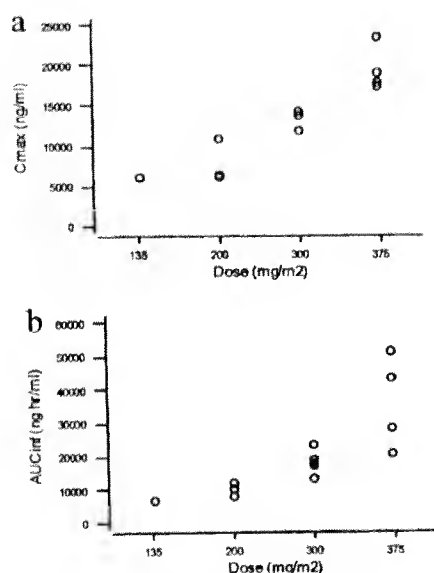 a
25000
20000
15000
10000
5000
0
Cmax (ng/ml)
135 200 300 375
Dose (mg/m2)
b
60000
50000
40000
30000
20000
10000
0
AUCinf (ng hr/ml)
135 200 300 375
Dose (mg/m2)